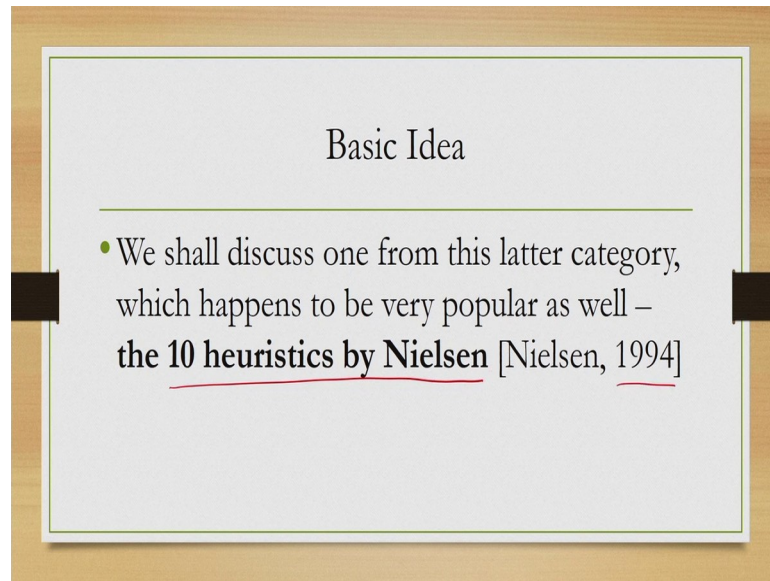 Basic Idea
• We shall discuss one from this latter category,
which happens to be very popular as well –
the 10 heuristics by Nielsen [Nielsen, 1994]